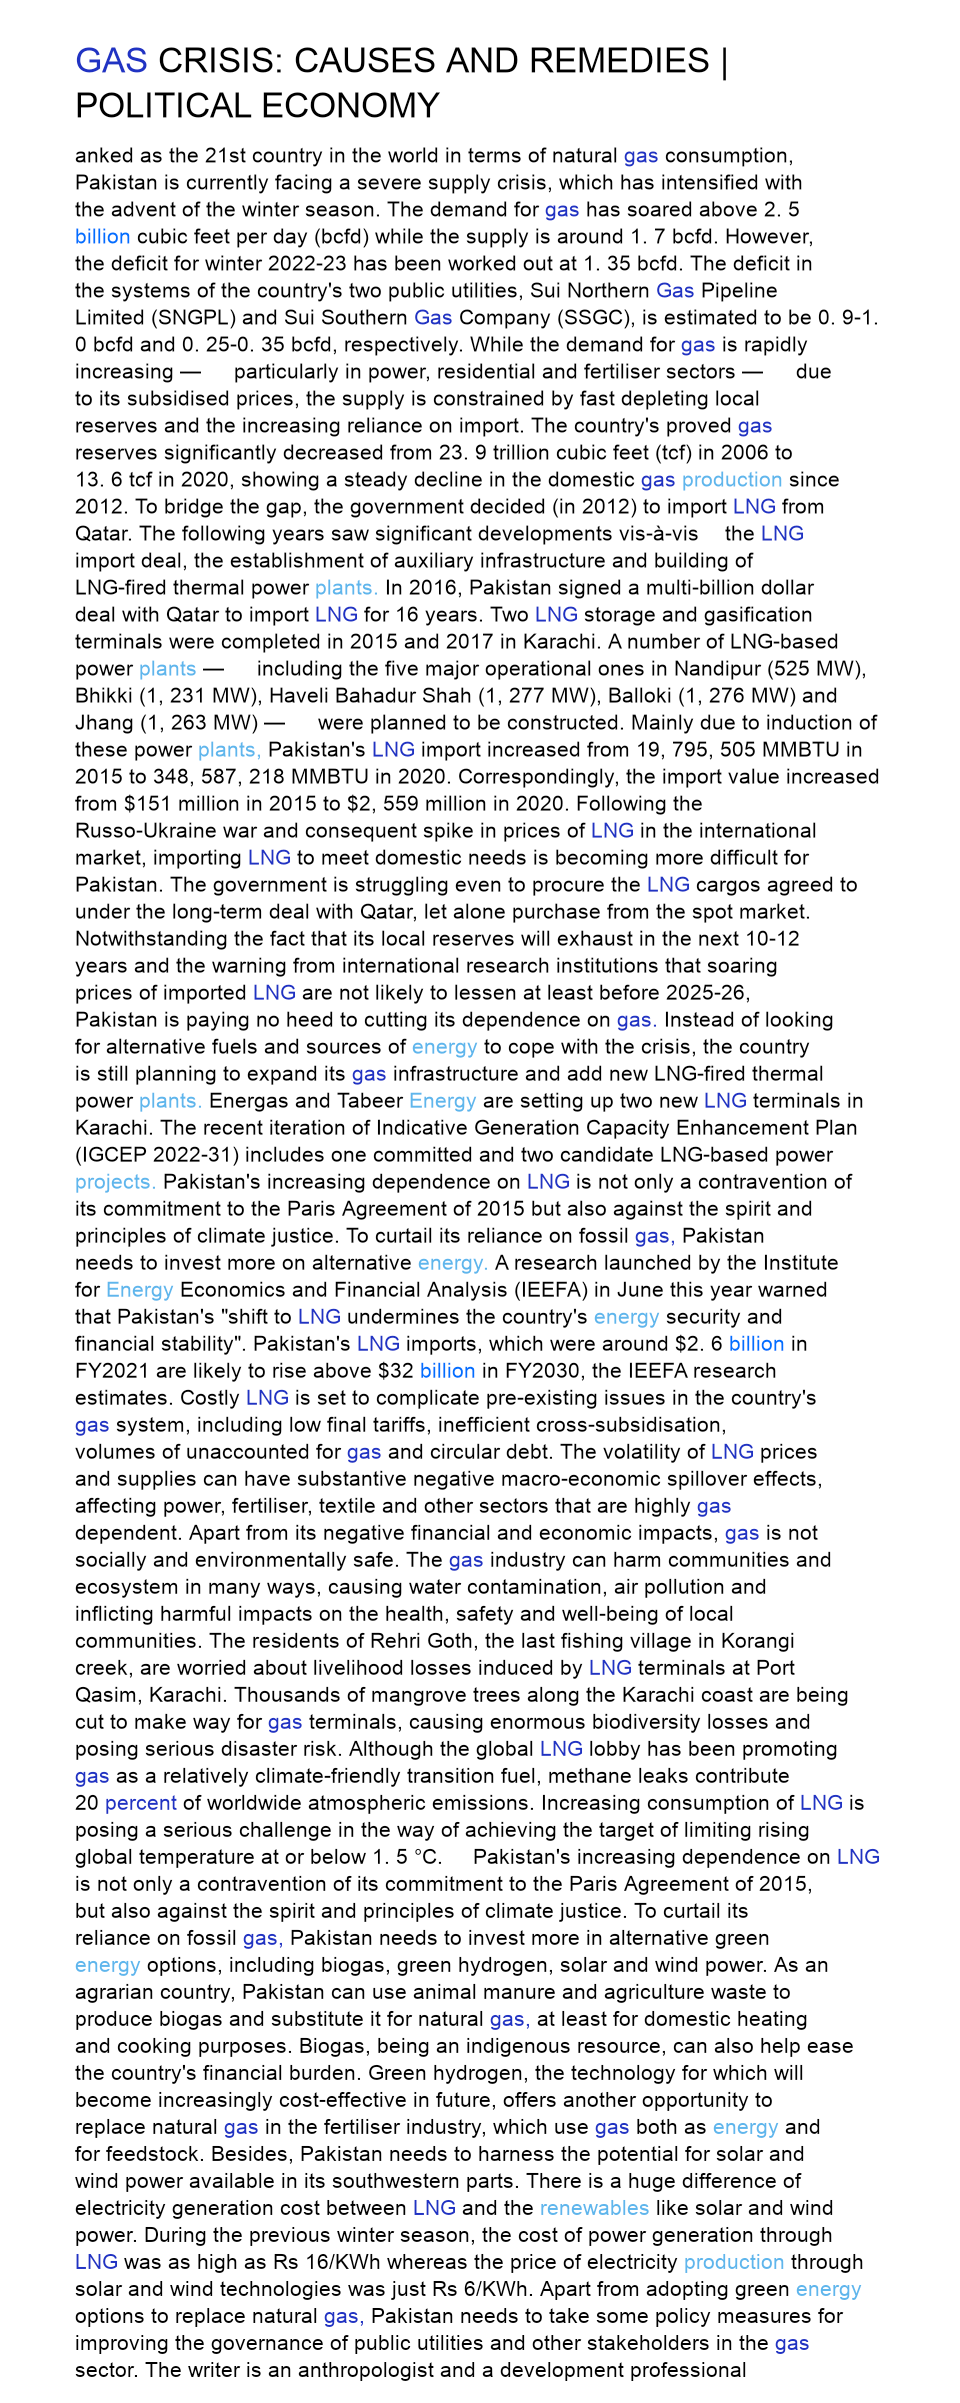 GAS CRISIS: CAUSES AND REMEDIES |
POLITICAL ECONOMY
anked as the 21st country in the world in terms of natural gas consumption,
Pakistan is currently facing a severe supply crisis, which has intensified with
the advent of the winter season. The demand for gas has soared above 2. 5
billion cubic feet per day (bcfd) while the supply is around 1. 7 bcfd. However,
the deficit for winter 2022-23 has been worked out at 1. 35 bcfd. The deficit in
the systems of the country's two public utilities, Sui Northern Gas Pipeline
Limited (SNGPL) and Sui Southern Gas Company (SSGC), is estimated to be 0. 9-1.
0 bcfd and 0. 25-0. 35 bcfd, respectively. While the demand for gas is rapidly
increasing — particularly in power, residential and fertiliser sectors — due
to its subsidised prices, the supply is constrained by fast depleting local
reserves and the increasing reliance on import. The country's proved gas
reserves significantly decreased from 23. 9 trillion cubic feet (tcf) in 2006 to
13. 6 tcf in 2020, showing a steady decline in the domestic gas production since
2012. To bridge the gap, the government decided (in 2012) to import LNG from
Qatar. The following years saw significant developments vis-à-vis the LNG
import deal, the establishment of auxiliary infrastructure and building of
LNG-fired thermal power plants. In 2016, Pakistan signed a multi-billion dollar
deal with Qatar to import LNG for 16 years. Two LNG storage and gasification
terminals were completed in 2015 and 2017 in Karachi. A number of LNG-based
power plants — including the five major operational ones in Nandipur (525 MW),
Bhikki (1, 231 MW), Haveli Bahadur Shah (1, 277 MW), Balloki (1, 276 MW) and
Jhang (1, 263 MW) — were planned to be constructed. Mainly due to induction of
these power plants, Pakistan's LNG import increased from 19, 795, 505 MMBTU in
2015 to 348, 587, 218 MMBTU in 2020. Correspondingly, the import value increased
from $151 million in 2015 to $2, 559 million in 2020. Following the
Russo-Ukraine war and consequent spike in prices of LNG in the international
market, importing LNG to meet domestic needs is becoming more difficult for
Pakistan. The government is struggling even to procure the LNG cargos agreed to
under the long-term deal with Qatar, let alone purchase from the spot market.
Notwithstanding the fact that its local reserves will exhaust in the next 10-12
years and the warning from international research institutions that soaring
prices of imported LNG are not likely to lessen at least before 2025-26,
Pakistan is paying no heed to cutting its dependence on gas. Instead of looking
for alternative fuels and sources of energy to cope with the crisis, the country
is still planning to expand its gas infrastructure and add new LNG-fired thermal
power plants. Energas and Tabeer Energy are setting up two new LNG terminals in
Karachi. The recent iteration of Indicative Generation Capacity Enhancement Plan
(IGCEP 2022-31) includes one committed and two candidate LNG-based power
projects. Pakistan's increasing dependence on LNG is not only a contravention of
its commitment to the Paris Agreement of 2015 but also against the spirit and
principles of climate justice. To curtail its reliance on fossil gas, Pakistan
needs to invest more on alternative energy. A research launched by the Institute
for Energy Economics and Financial Analysis (IEEFA) in June this year warned
that Pakistan's "shift to LNG undermines the country's energy security and
financial stability". Pakistan's LNG imports, which were around $2. 6 billion in
FY2021 are likely to rise above $32 billion in FY2030, the IEEFA research
estimates. Costly LNG is set to complicate pre-existing issues in the country's
gas system, including low final tariffs, inefficient cross-subsidisation,
volumes of unaccounted for gas and circular debt. The volatility of LNG prices
and supplies can have substantive negative macro-economic spillover effects,
affecting power, fertiliser, textile and other sectors that are highly gas
dependent. Apart from its negative financial and economic impacts, gas is not
socially and environmentally safe. The gas industry can harm communities and
ecosystem in many ways, causing water contamination, air pollution and
inflicting harmful impacts on the health, safety and well-being of local
communities. The residents of Rehri Goth, the last fishing village in Korangi
creek, are worried about livelihood losses induced by LNG terminals at Port
Qasim, Karachi. Thousands of mangrove trees along the Karachi coast are being
cut to make way for gas terminals, causing enormous biodiversity losses and
posing serious disaster risk. Although the global LNG lobby has been promoting
gas as a relatively climate-friendly transition fuel, methane leaks contribute
20 percent of worldwide atmospheric emissions. Increasing consumption of LNG is
posing a serious challenge in the way of achieving the target of limiting rising
global temperature at or below 1. 5 °C. Pakistan's increasing dependence on LNG
is not only a contravention of its commitment to the Paris Agreement of 2015,
but also against the spirit and principles of climate justice. To curtail its
reliance on fossil gas, Pakistan needs to invest more in alternative green
energy options, including biogas, green hydrogen, solar and wind power. As an
agrarian country, Pakistan can use animal manure and agriculture waste to
produce biogas and substitute it for natural gas, at least for domestic heating
and cooking purposes. Biogas, being an indigenous resource, can also help ease
the country's financial burden. Green hydrogen, the technology for which will
become increasingly cost-effective in future, offers another opportunity to
replace natural gas in the fertiliser industry, which use gas both as energy and
for feedstock. Besides, Pakistan needs to harness the potential for solar and
wind power available in its southwestern parts. There is a huge difference of
electricity generation cost between LNG and the renewables like solar and wind
power. During the previous winter season, the cost of power generation through
LNG was as high as Rs 16/KWh whereas the price of electricity production through
solar and wind technologies was just Rs 6/KWh. Apart from adopting green energy
options to replace natural gas, Pakistan needs to take some policy measures for
improving the governance of public utilities and other stakeholders in the gas
sector. The writer is an anthropologist and a development professional